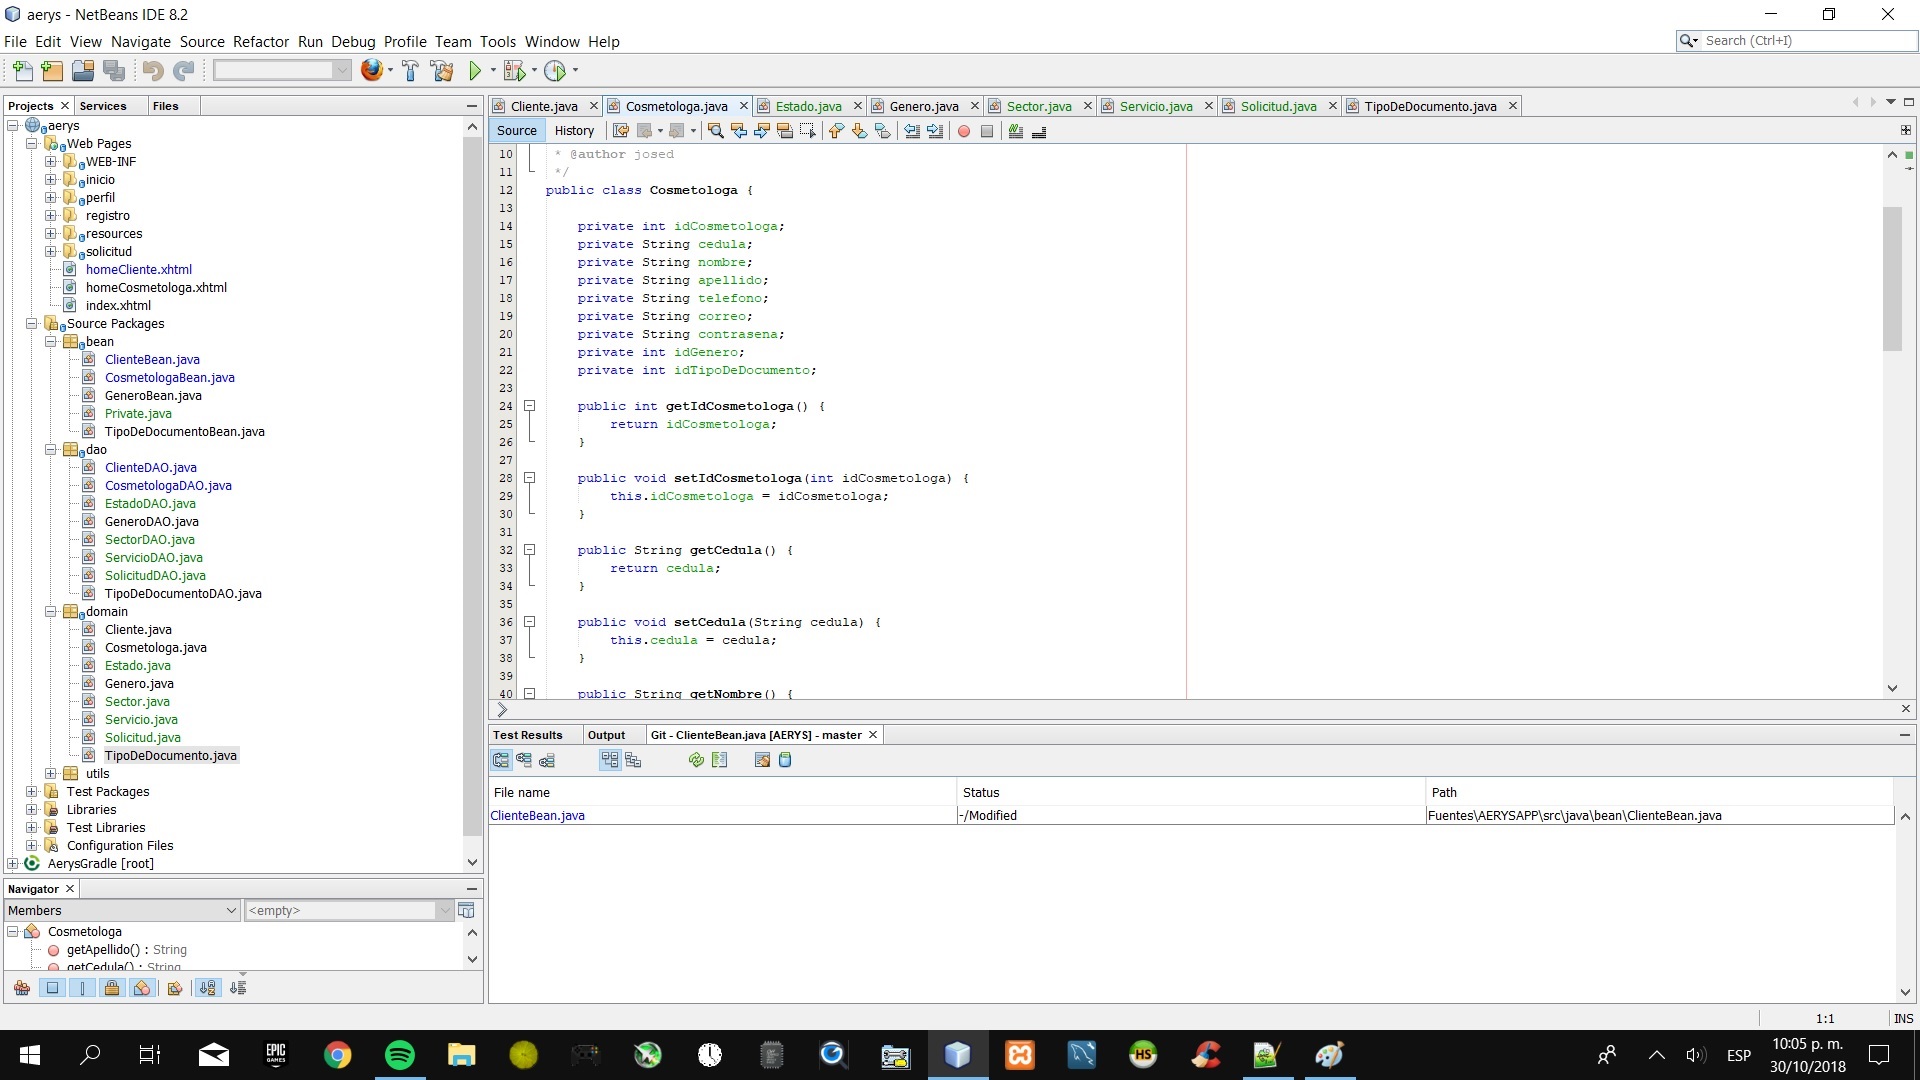 aerys - NetBeans IDE 8.2
File Edit View Navigate Source Refactor Run Debug Profile Team Tools Window Help
Search (Ctrl+I)
Projects Services Files
aerys
Web Pages
WEB-INF
inicio
perfil
registro
resources
solicitud
homeCliente.xhtml
homeCosmetologa.xhtml
index.xhtml
Source Packages
bean
ClienteBean.java
CosmetologaBean.java
GeneroBean.java
Private.java
TipoDeDocumentoBean.java
dao
ClienteDAO.java
CosmetologaDAO.java
EstadoDAO.java
GeneroDAO.java
SectorDAO.java
ServicioDAO.java
SolicitudDAO.java
TipoDeDocumentoDAO.java
domain
Cliente.java
Cosmetologa.java
Estado.java
Genero.java
Sector.java
Servicio.java
Solicitud.java
TipoDeDocumento.java
utils
Test Packages
Libraries
Test Libraries
Configuration Files
AerysGradle [root]
Navigator
Members
<empty>
Cosmetologa
getApellido() : String
getCedula() : String
Cliente.java Cosmetologa.java Estado.java Genero.java Sector.java Servicio.java Solicitud.java TipoDeDocumento.java
Source History
10 * @author josed
11 */
12 public class Cosmetologa {
13
14 private int idCosmetologa;
15 private String cedula;
16 private String nombre;
17 private String apellido;
18 private String telefono;
19 private String correo;
20 private String contrasena;
21 private int idGenero;
22 private int idTipoDeDocumento;
23
24 public int getIdCosmetologa() {
25 return idCosmetologa;
26 }
27
28 public void setIdCosmetologa(int idCosmetologa) {
29 this.idCosmetologa = idCosmetologa;
30 }
31
32 public String getCedula() {
33 return cedula;
34 }
35
36 public void setCedula(String cedula) {
37 this.cedula = cedula;
38 }
39
40 public String getNombre() {
Test Results Output Git - ClienteBean.java [AERYS] - master
File name Status Path
ClienteBean.java -/Modified Fuentes\AERYSAPP\src\java\bean\ClienteBean.java
1:1 INS
EPIC GAMES
HS
ESP
10:05 p. m.
30/10/2018